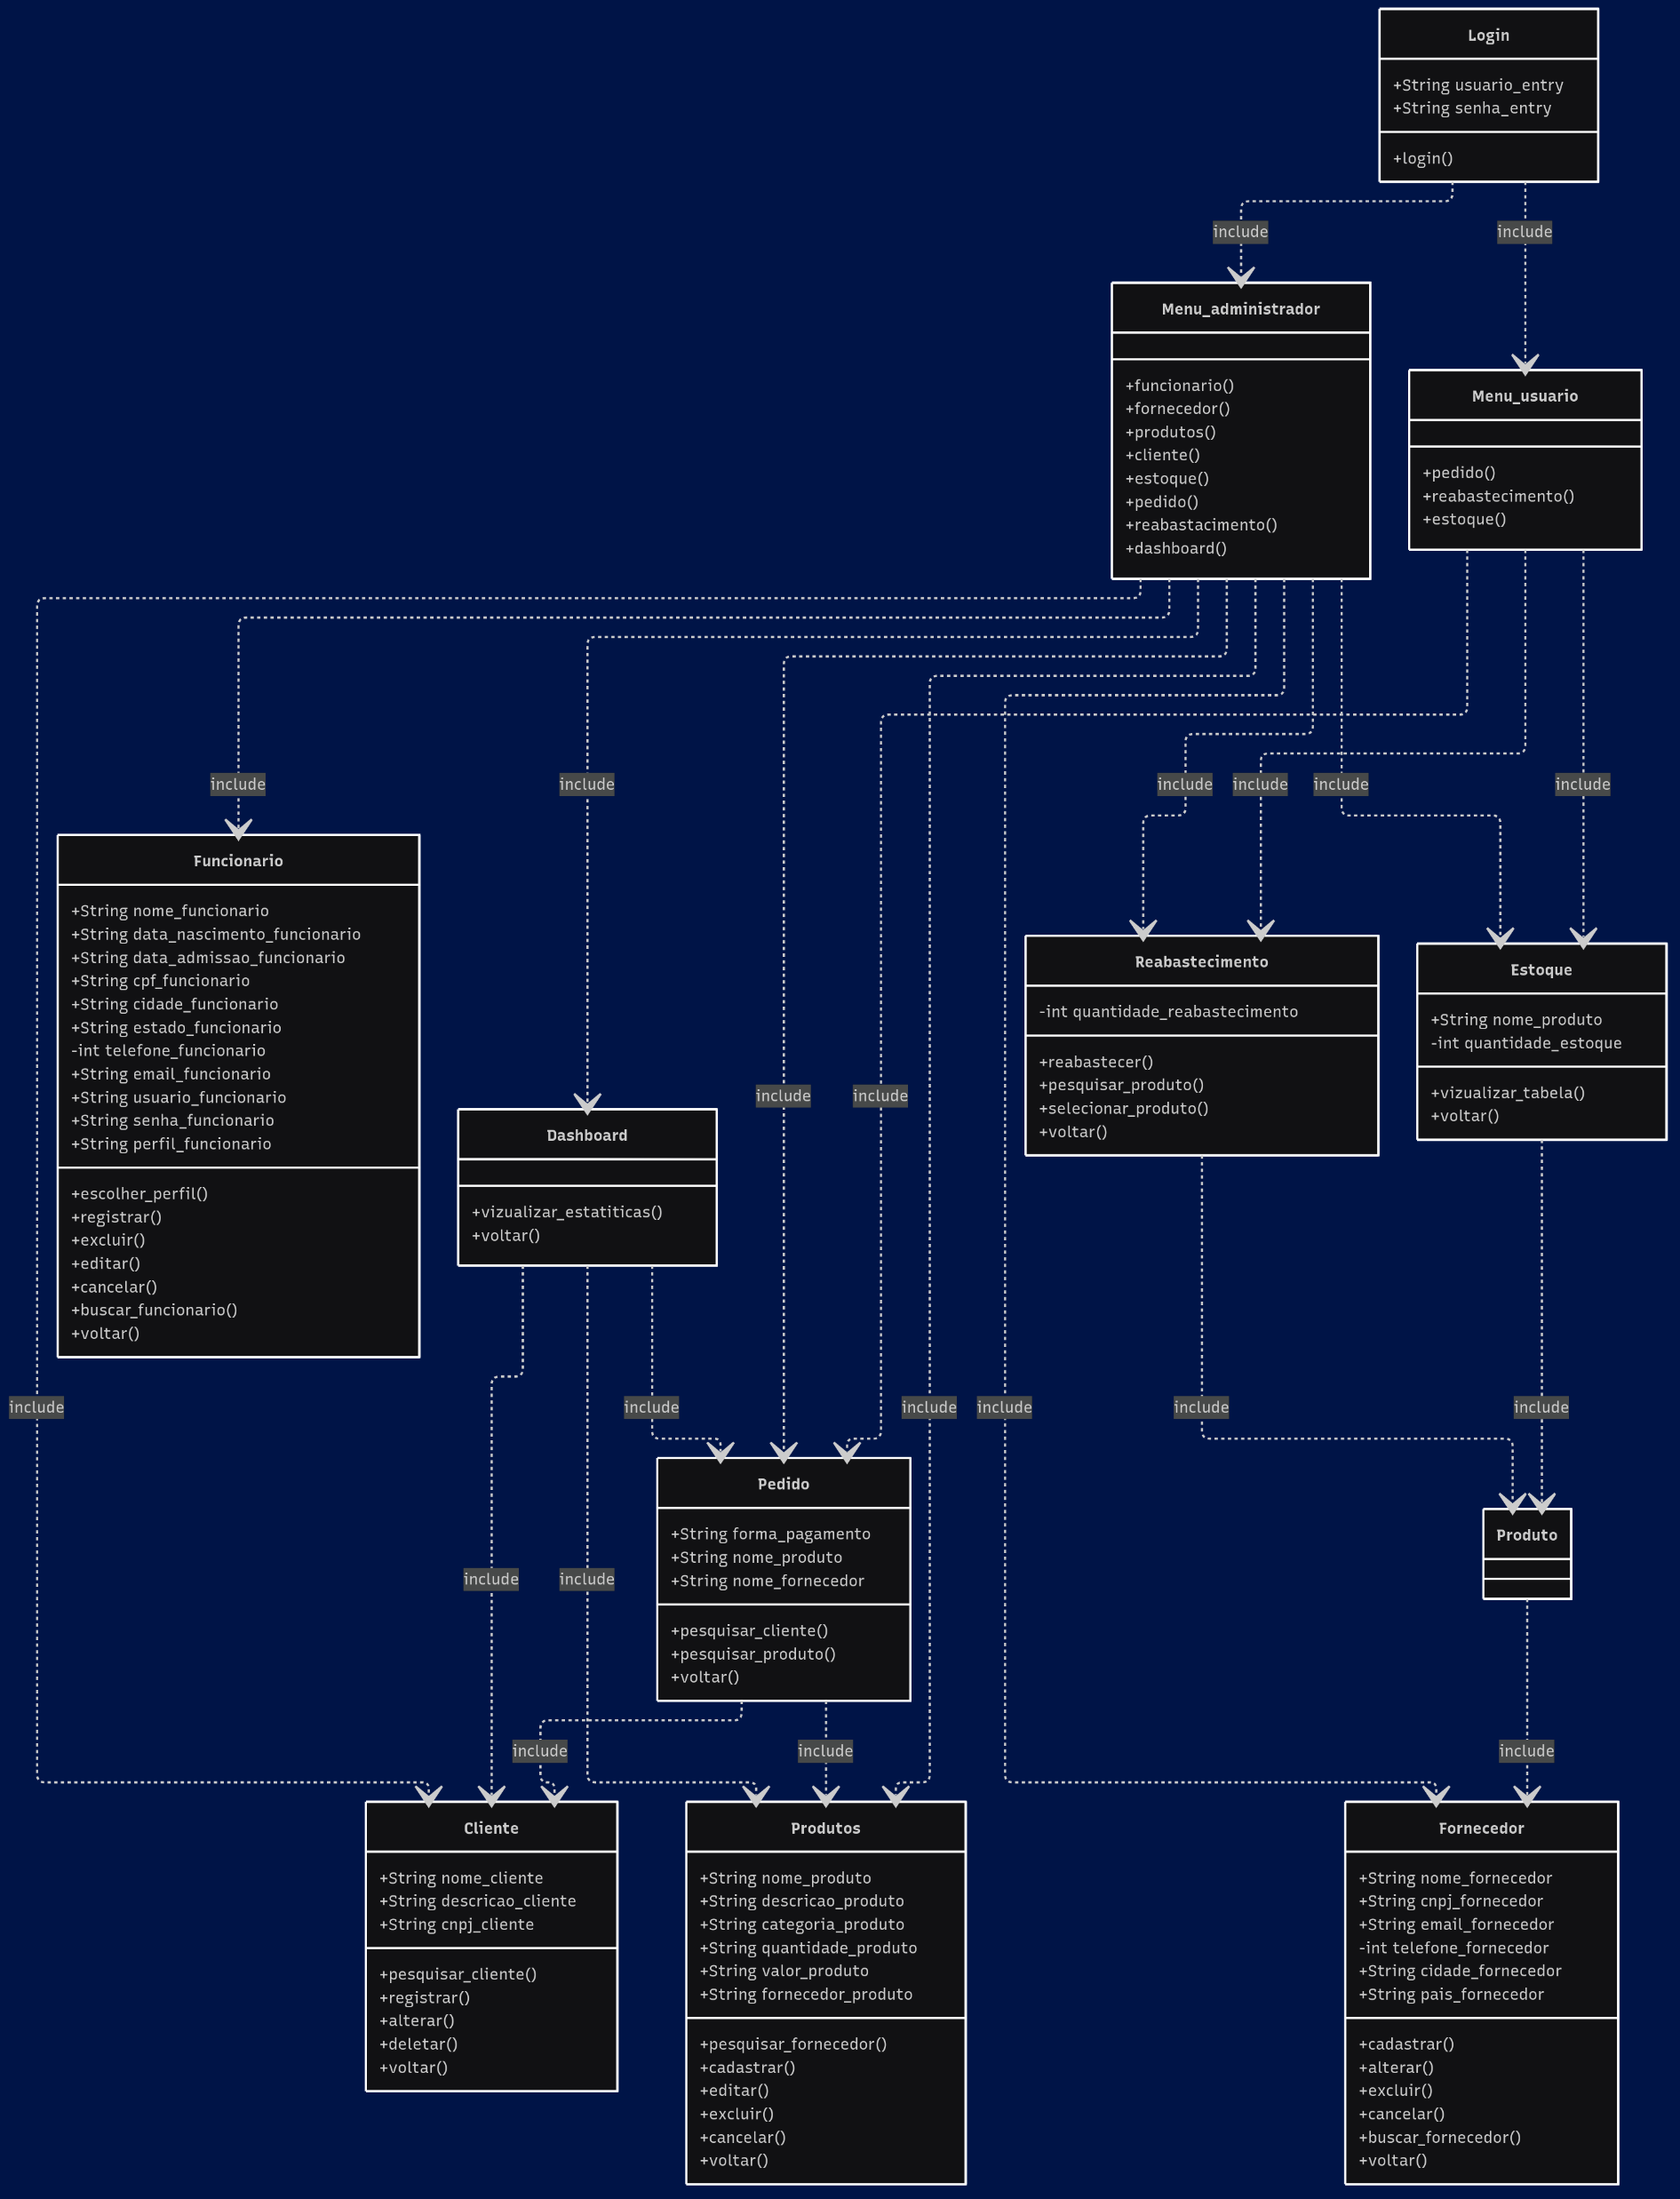 Login
+String usuario_entry
+String senha_entry
+login()
include
include
Menu_administrador
+funcionario()
+fornecedor()
+produtos()
+cliente()
+estoque()
+pedido()
+reabastacimento()
+dashboard()
Menu_usuario
+pedido()
+reabastecimento()
+estoque()
include
include
include
include
include
include
Funcionario
+String nome_funcionario
+String data_nascimento_funcionario
+String data_admissao_funcionario
+String cpf_funcionario
+String cidade_funcionario
+String estado_funcionario
-int telefone_funcionario
+String email_funcionario
+String usuario_funcionario
+String senha_funcionario
+String perfil_funcionario
+escolher_perfil()
+registrar()
+excluir()
+editar()
+cancelar()
+buscar_funcionario()
+voltar()
Reabastecimento
-int quantidade_reabastecimento
+reabastecer()
+pesquisar_produto()
+selecionar_produto()
+voltar()
Estoque
+String nome_produto
-int quantidade_estoque
+vizualizar_tabela()
+voltar()
include
include
Dashboard
+vizualizar_estatiticas()
+voltar()
include
include
include
include
include
include
Pedido
+String forma_pagamento
+String nome_produto
+String nome_fornecedor
+pesquisar_cliente()
+pesquisar_produto()
+voltar()
Produto
include
include
include
include
include
Cliente
+String nome_cliente
+String descricao_cliente
+String cnpj_cliente
+pesquisar_cliente()
+registrar()
+alterar()
+deletar()
+voltar()
Produtos
+String nome_produto
+String descricao_produto
+String categoria_produto
+String quantidade_produto
+String valor_produto
+String fornecedor_produto
+pesquisar_fornecedor()
+cadastrar()
+editar()
+excluir()
+cancelar()
+voltar()
Fornecedor
+String nome_fornecedor
+String cnpj_fornecedor
+String email_fornecedor
-int telefone_fornecedor
+String cidade_fornecedor
+String pais_fornecedor
+cadastrar()
+alterar()
+excluir()
+cancelar()
+buscar_fornecedor()
+voltar()